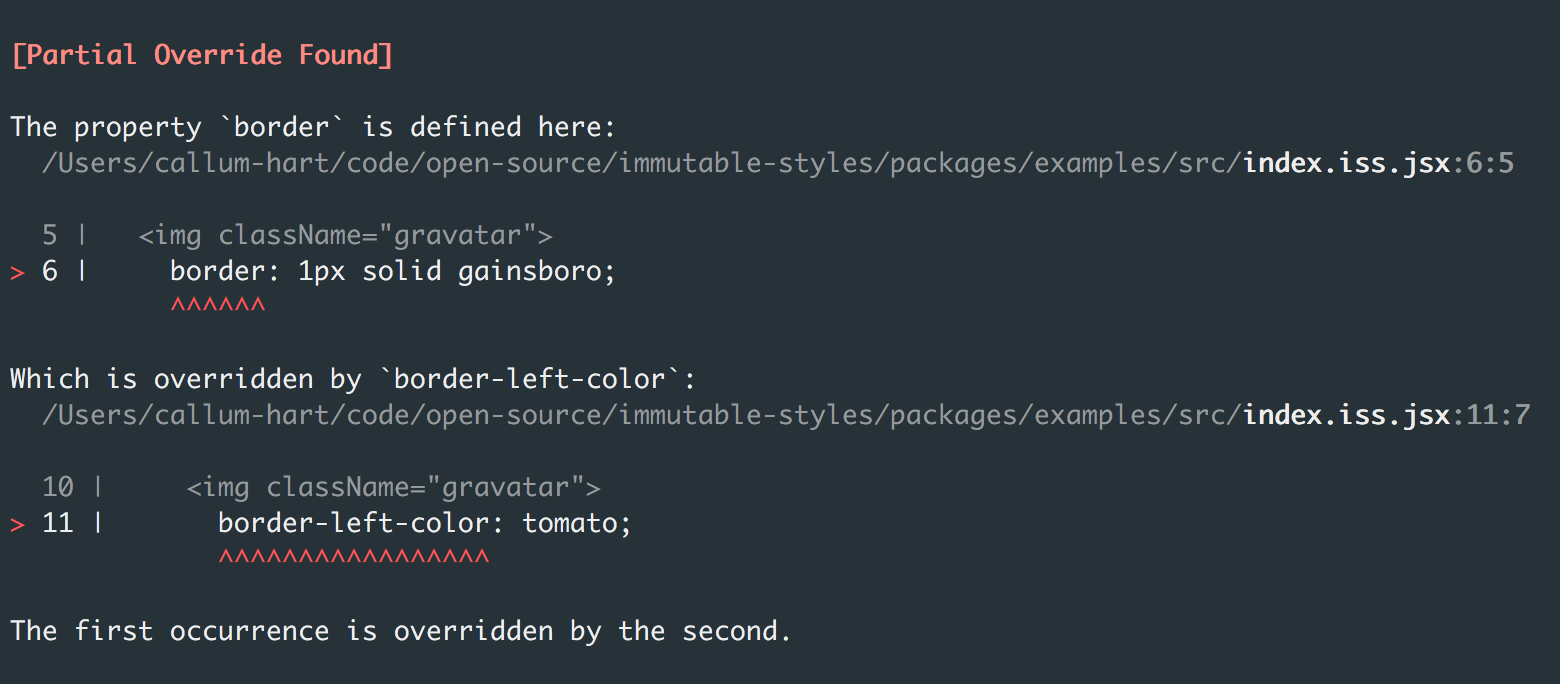 [Partial Override Found]
The property `border` is defined here:
/Users/callum-hart/code/open-source/immutable-styles/packages/examples/src/index.iss.jsx:6:5
5 |   <img className="gravatar">
> 6 |     border: 1px solid gainsboro;
^^^^^^
Which is overridden by `border-left-color`:
/Users/callum-hart/code/open-source/immutable-styles/packages/examples/src/index.iss.jsx:11:7
10 |     <img className="gravatar">
> 11 |       border-left-color: tomato;
^^^^^^^^^^^^^^^^^
The first occurrence is overridden by the second.